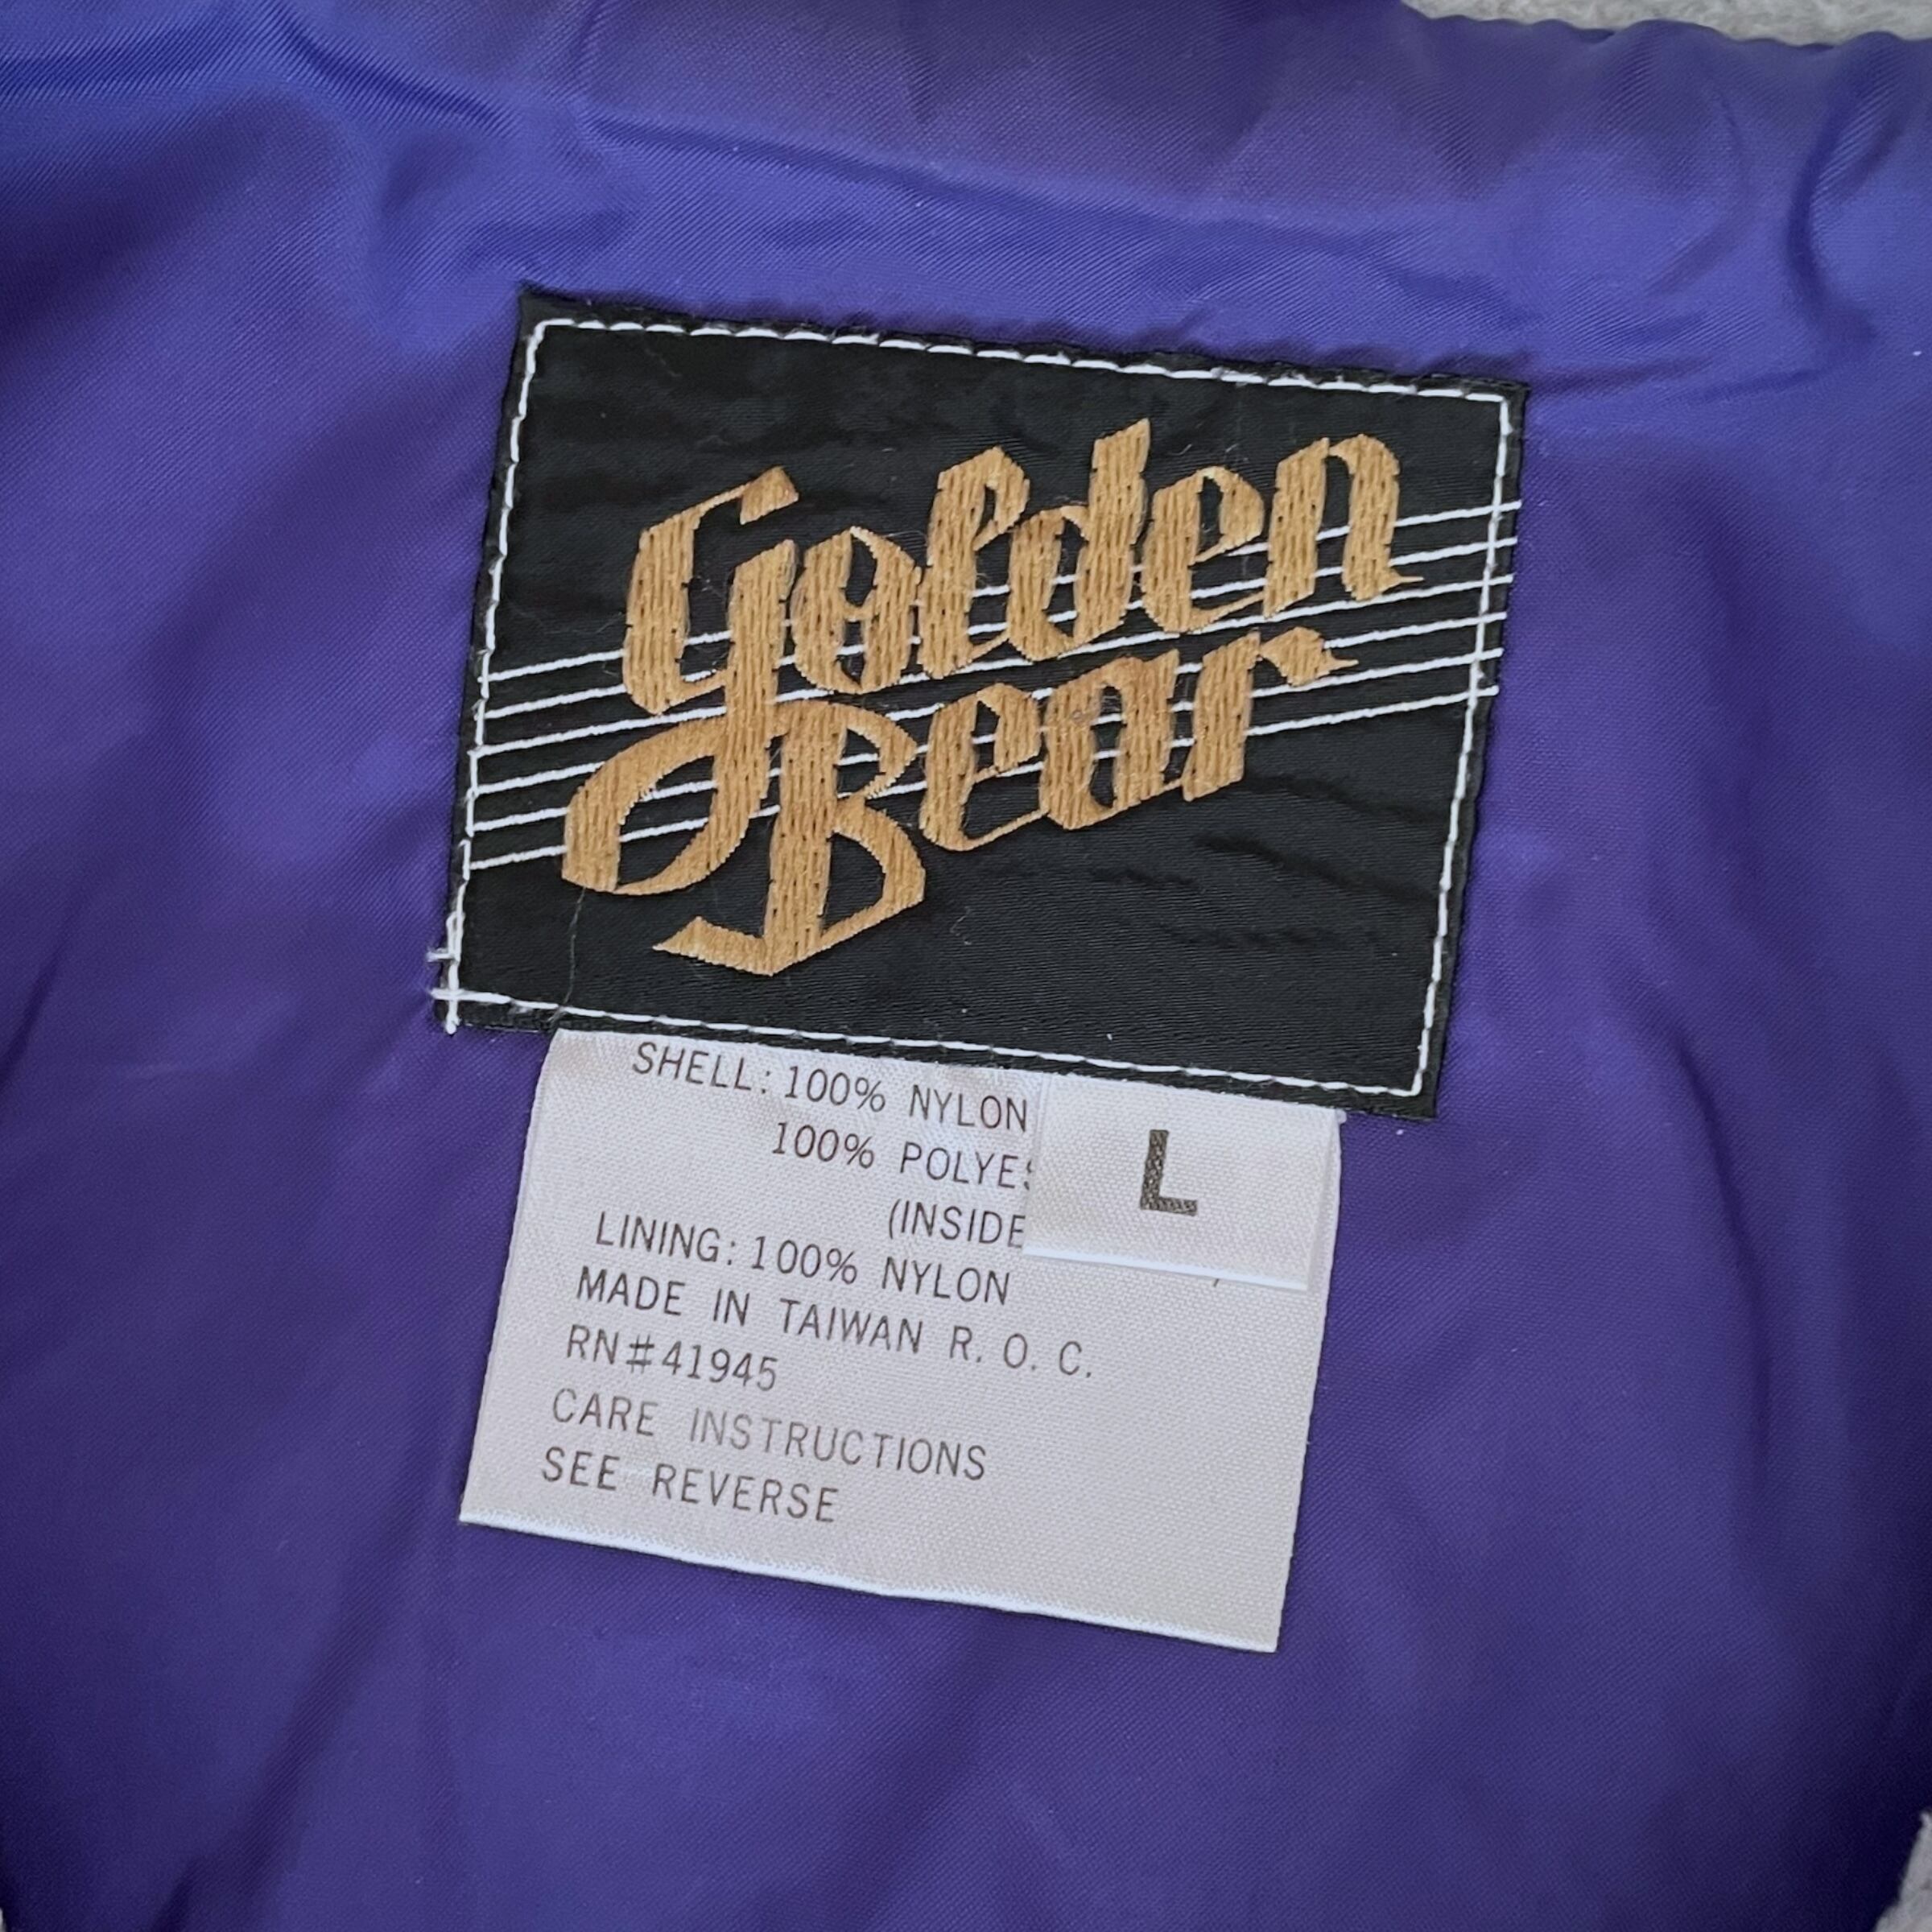 Golden
Bear
SHELL: 100% NYLON
100%
(INSIDE
L
LINING: 100% NYLON
MADE IN TAIWAN R. O. C.
RN#41945
CARE INSTRUCTIONS
SEE REVERSE